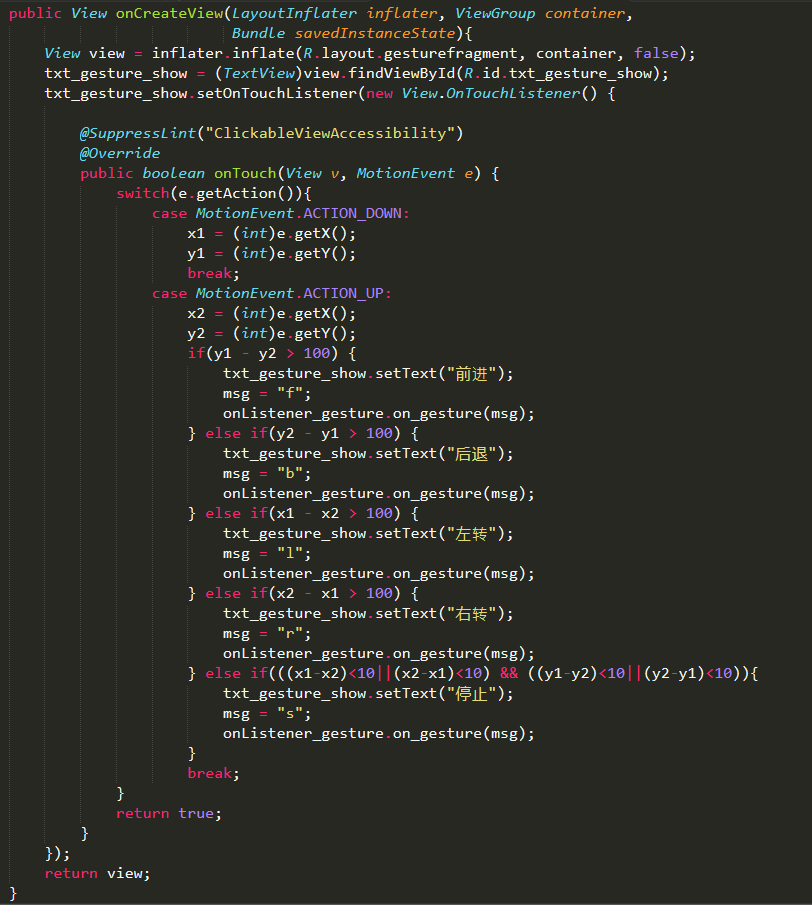 public View onCreateView(LayoutInflater inflater, ViewGroup container,
                         Bundle savedInstanceState){
    View view = inflater.inflate(R.layout.gesturefragment, container, false);
    txt_gesture_show = (TextView)view.findViewById(R.id.txt_gesture_show);
    txt_gesture_show.setOnTouchListener(new View.OnTouchListener() {

        @SuppressLint("ClickableViewAccessibility")
        @Override
        public boolean onTouch(View v, MotionEvent e) {
            switch(e.getAction()){
                case MotionEvent.ACTION_DOWN:
                    x1 = (int)e.getX();
                    y1 = (int)e.getY();
                    break;
                case MotionEvent.ACTION_UP:
                    x2 = (int)e.getX();
                    y2 = (int)e.getY();
                    if(y1 - y2 > 100) {
                        txt_gesture_show.setText("前进");
                        msg = "f";
                        onListener_gesture.on_gesture(msg);
                    } else if(y2 - y1 > 100) {
                        txt_gesture_show.setText("后退");
                        msg = "b";
                        onListener_gesture.on_gesture(msg);
                    } else if(x1 - x2 > 100) {
                        txt_gesture_show.setText("左转");
                        msg = "l";
                        onListener_gesture.on_gesture(msg);
                    } else if(x2 - x1 > 100) {
                        txt_gesture_show.setText("右转");
                        msg = "r";
                        onListener_gesture.on_gesture(msg);
                    } else if(((x1-x2)<10||(x2-x1)<10) && ((y1-y2)<10||(y2-y1)<10)){
                        txt_gesture_show.setText("停止");
                        msg = "s";
                        onListener_gesture.on_gesture(msg);
                    }
                    break;
            }
            return true;
        }
    });
    return view;
}